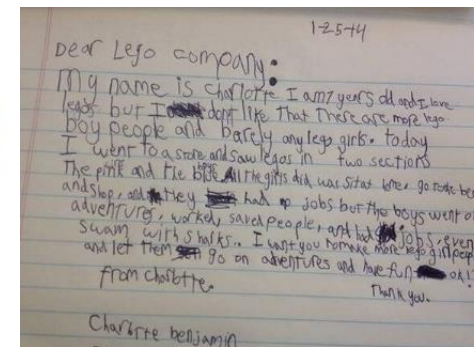 1-25-14
Dear Lego company:
My name is Charlotte I am 7 years old and I love
legos but I don't like that there are more lego
boy people and barely any lego girls. today
I went to a store and saw legos in two sections
The pink and the blue. All the girls did was sit at home, go to the
and shop, and they had no jobs but the boys went on
adventures, worked, saved people, and had jobs, even
swam with sharks.. I want you to make more lego girl
and let them go on adventures and have fun ok!
Thank you.
from Charlotte.
Charlotte benjamin